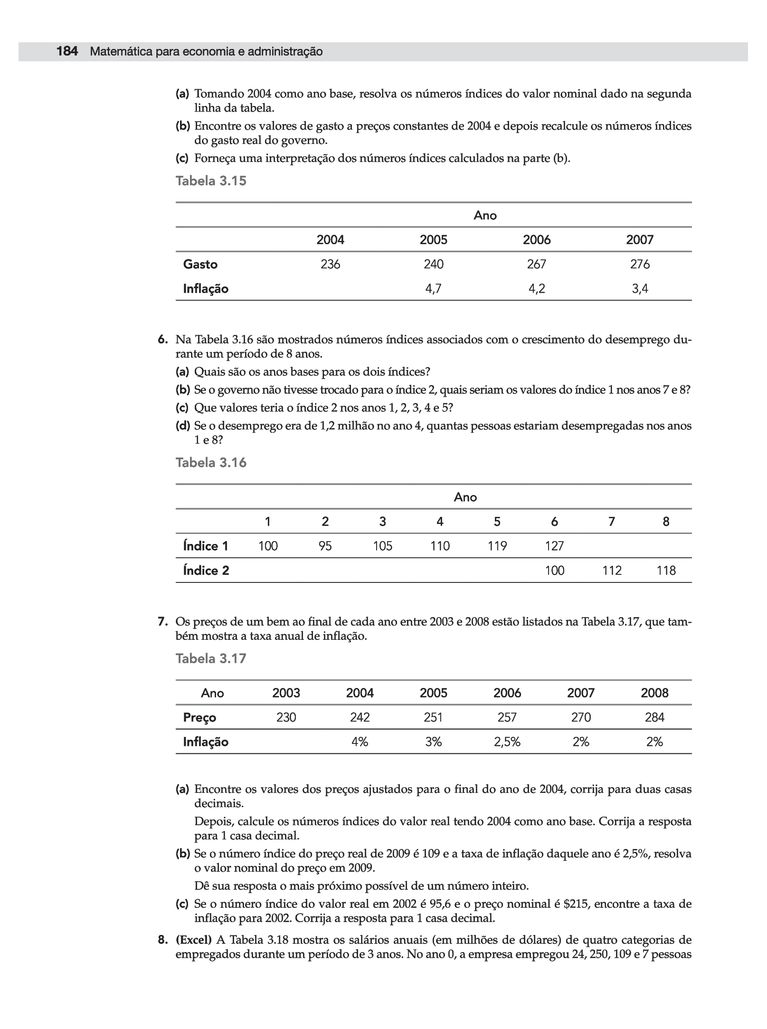 184 Matemática para economia e administração
(a) Tomando 2004 como ano base, resolva os números índices do valor nominal dado na segunda
linha da tabela.
(b) Encontre os valores de gasto a preços constantes de 2004 e depois recalcule os números índices
do gasto real do governo.
(c) Forneça uma interpretação dos números índices calculados na parte (b).
Tabela 3.15
Ano
2004 2005 2006 2007
Gasto 236 240 267 276
Inflação 4,7 4,2 3,4
6. Na Tabela 3.16 são mostrados números índices associados com o crescimento do desemprego du-
rante um período de 8 anos.
(a) Quais são os anos bases para os dois índices?
(b) Se o governo não tivesse trocado para o índice 2, quais seriam os valores do índice 1 nos anos 7 e 8?
(c) Que valores teria o índice 2 nos anos 1, 2, 3, 4 e 5?
(d) Se o desemprego era de 1,2 milhão no ano 4, quantas pessoas estariam desempregadas nos anos
1 e 8?
Tabela 3.16
Ano
1 2 3 4 5 6 7 8
Índice 1 100 95 105 110 119 127
Índice 2 100 112 118
7. Os preços de um bem ao final de cada ano entre 2003 e 2008 estão listados na Tabela 3.17, que tam-
bém mostra a taxa anual de inflação.
Tabela 3.17
Ano 2003 2004 2005 2006 2007 2008
Preço 230 242 251 257 270 284
Inflação 4% 3% 2,5% 2% 2%
(a) Encontre os valores dos preços ajustados para o final do ano de 2004, corrija para duas casas
decimais.
Depois, calcule os números índices do valor real tendo 2004 como ano base. Corrija a resposta
para 1 casa decimal.
(b) Se o número índice do preço real de 2009 é 109 e a taxa de inflação daquele ano é 2,5%, resolva
o valor nominal do preço em 2009.
Dê sua resposta o mais próximo possível de um número inteiro.
(c) Se o número índice do valor real em 2002 é 95,6 e o preço nominal é $215, encontre a taxa de
inflação para 2002. Corrija a resposta para 1 casa decimal.
8. (Excel) A Tabela 3.18 mostra os salários anuais (em milhões de dólares) de quatro categorias de
empregados durante um período de 3 anos. No ano 0, a empresa empregou 24, 250, 109 e 7 pessoas